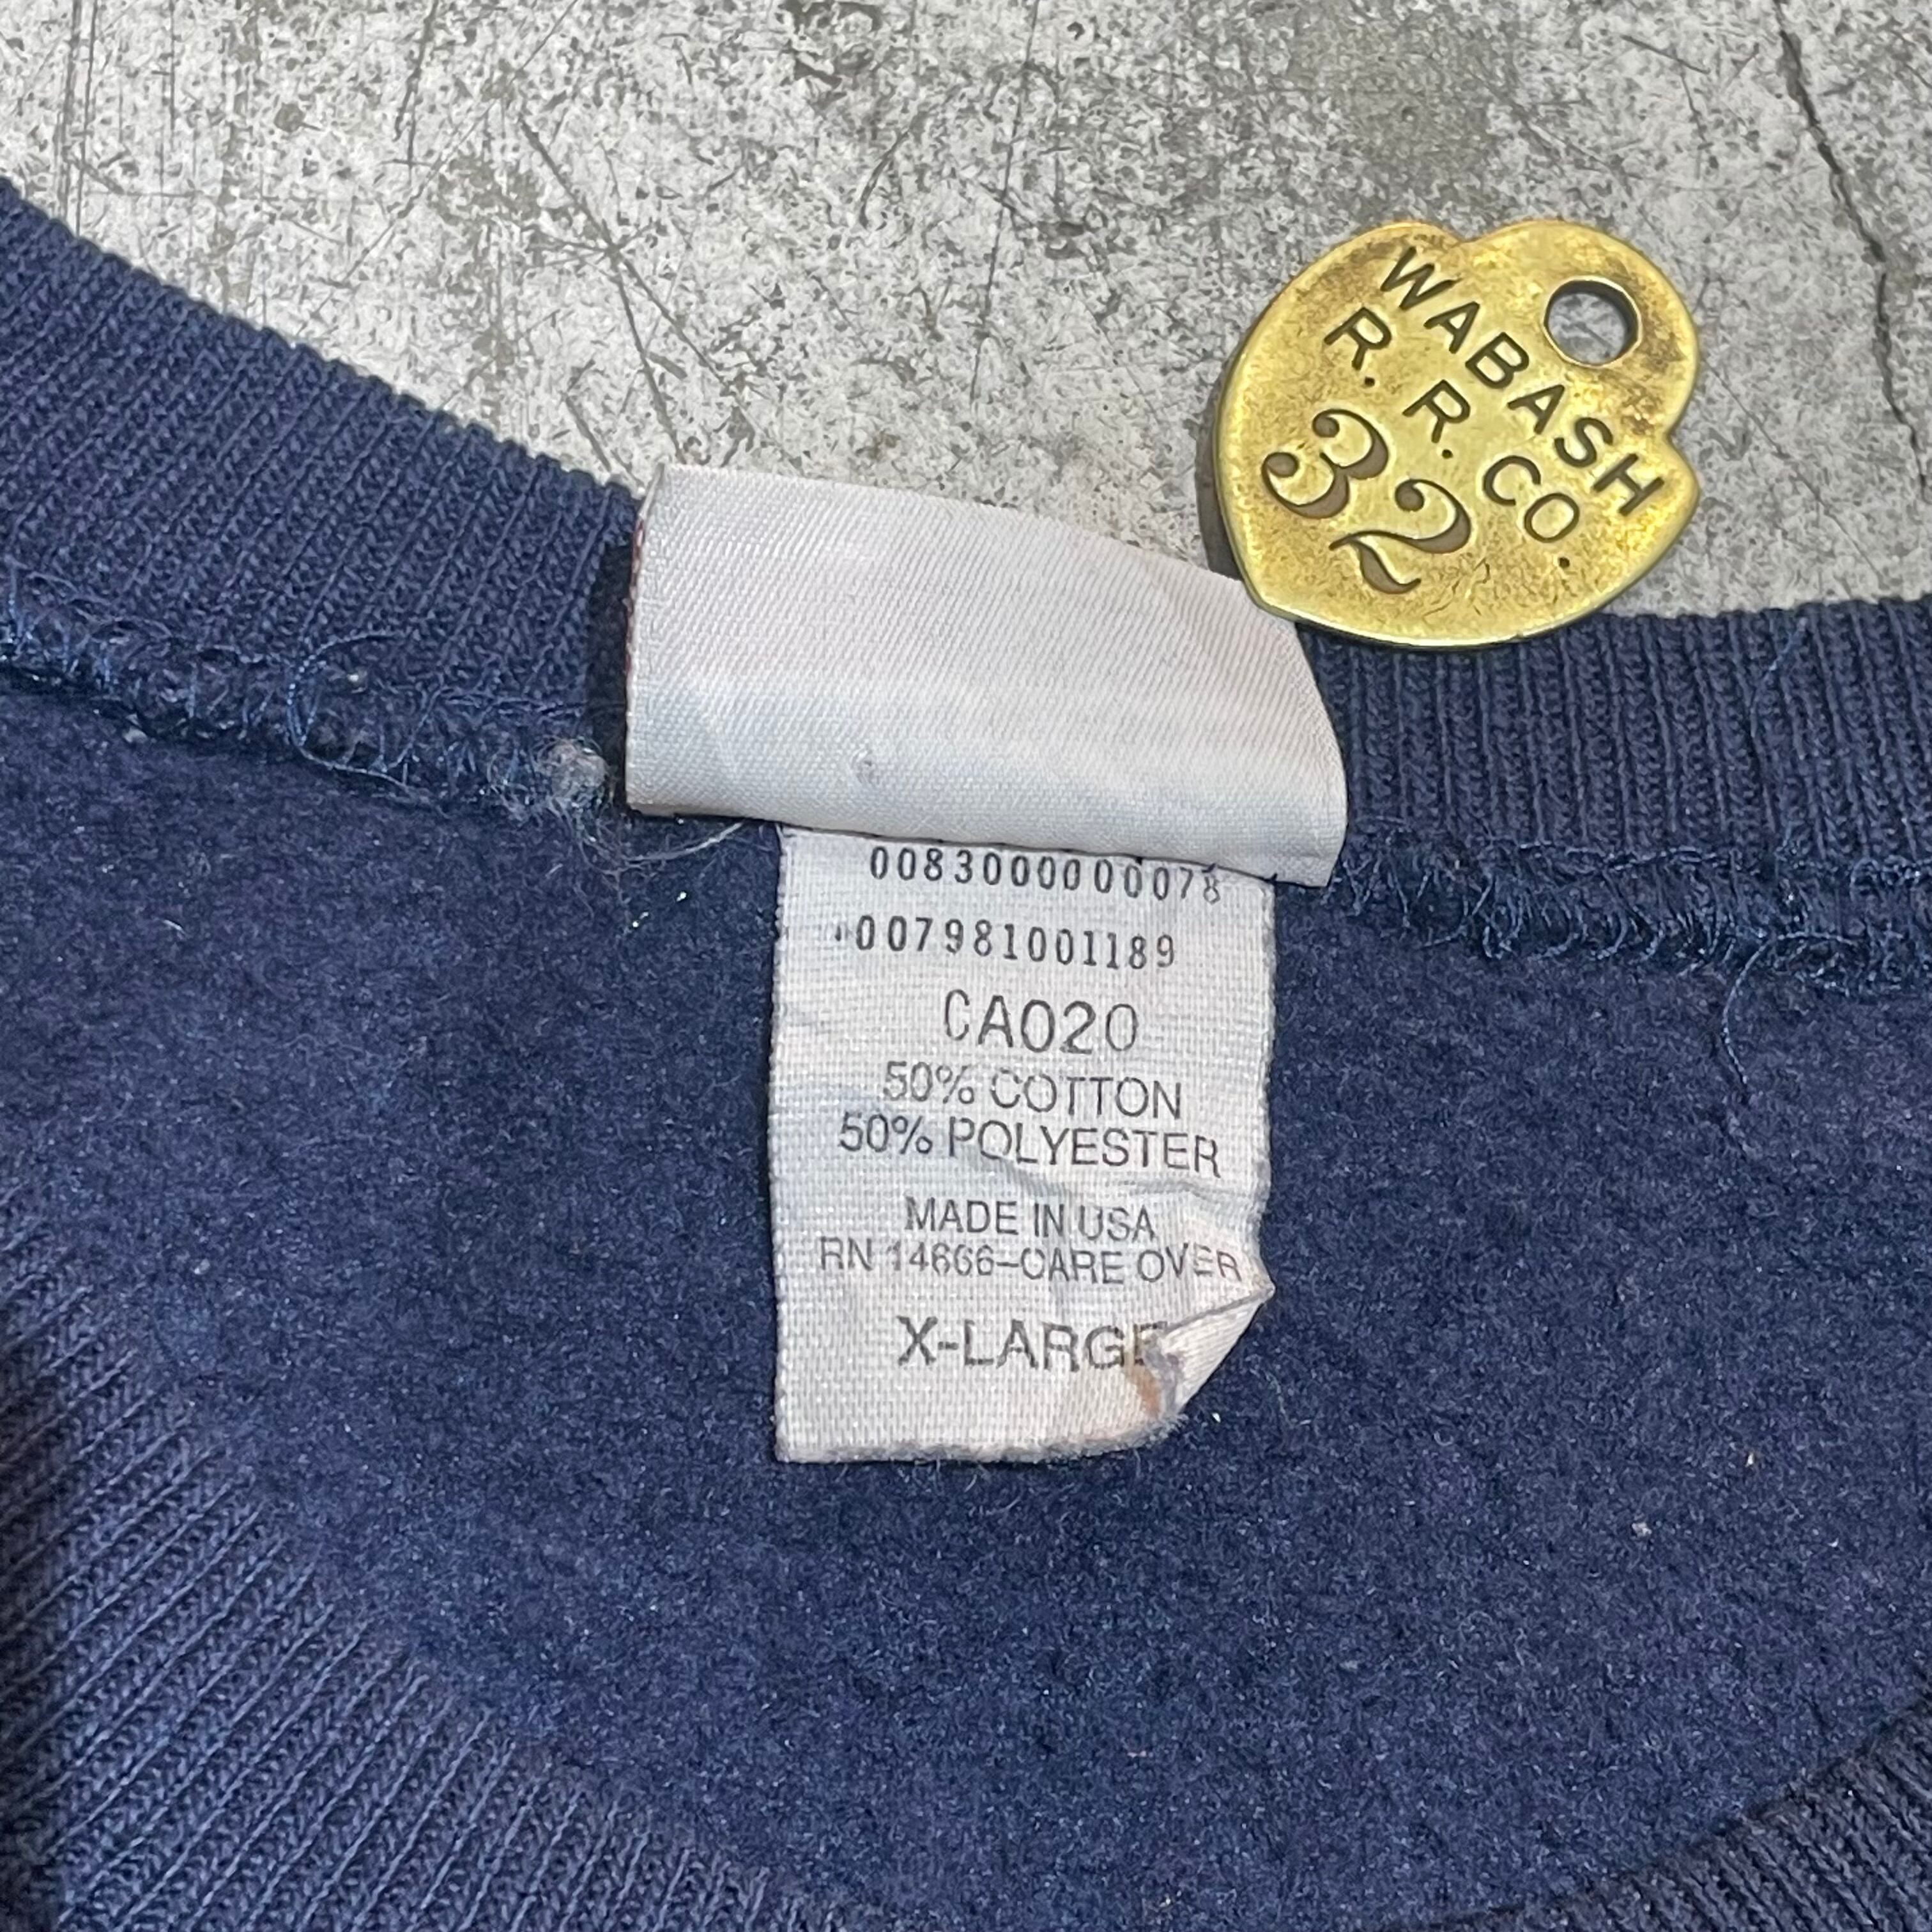 WABASH
R. R. CO.
32
0083000000078
007981001189
CA020
50% COTTON
50% POLYESTER
MADE IN USA
RN 14666–CARE OVER
X-LARGE